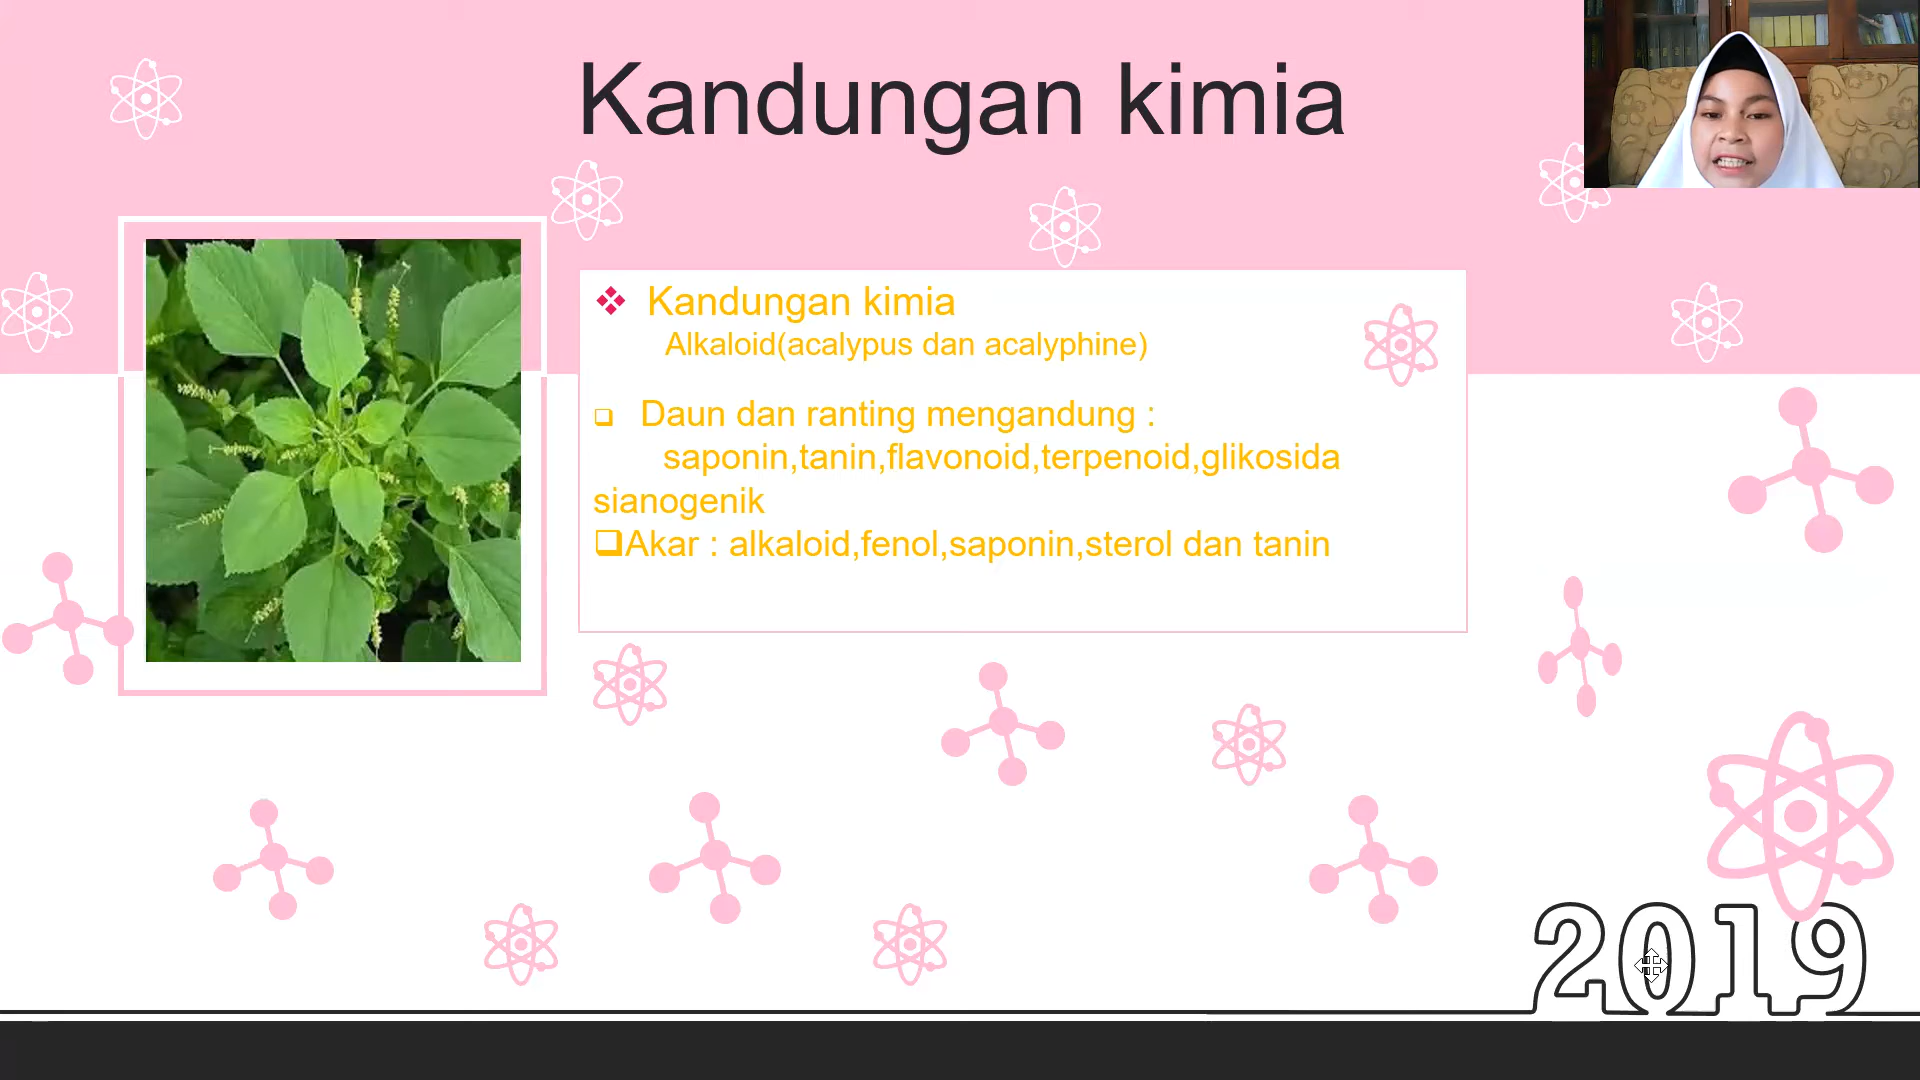 Kandungan kimia
❖ Kandungan kimia
Alkaloid(acalypus dan acalyphine)
❑ Daun dan ranting mengandung :
saponin,tanin,flavonoid,terpenoid,glikosida
sianogenik
❑Akar : alkaloid,fenol,saponin,sterol dan tanin
2019